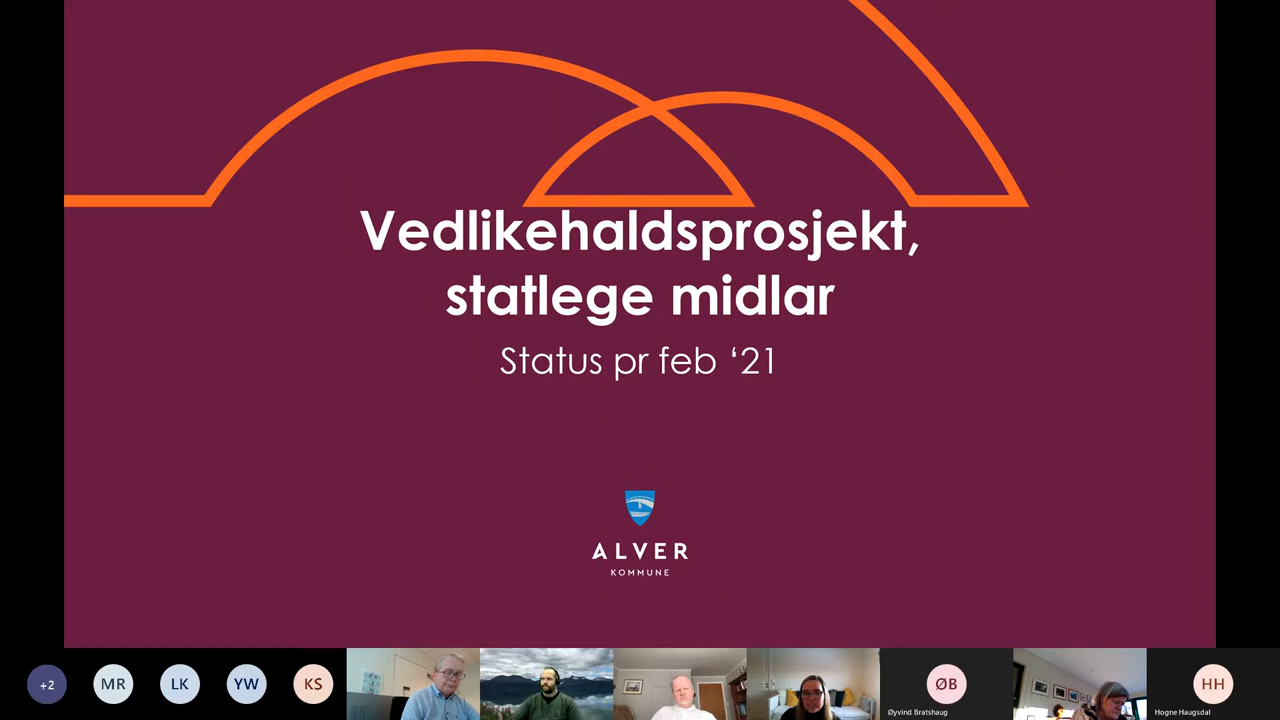 Vedlikehaldsprosjekt,
statlege midlar
Status pr feb ‘21
ALVER
KOMMUNE
+2
MR
LK
YW
KS
ØB
Øyvind Bratshaug
HH
Hogne Haugsdal